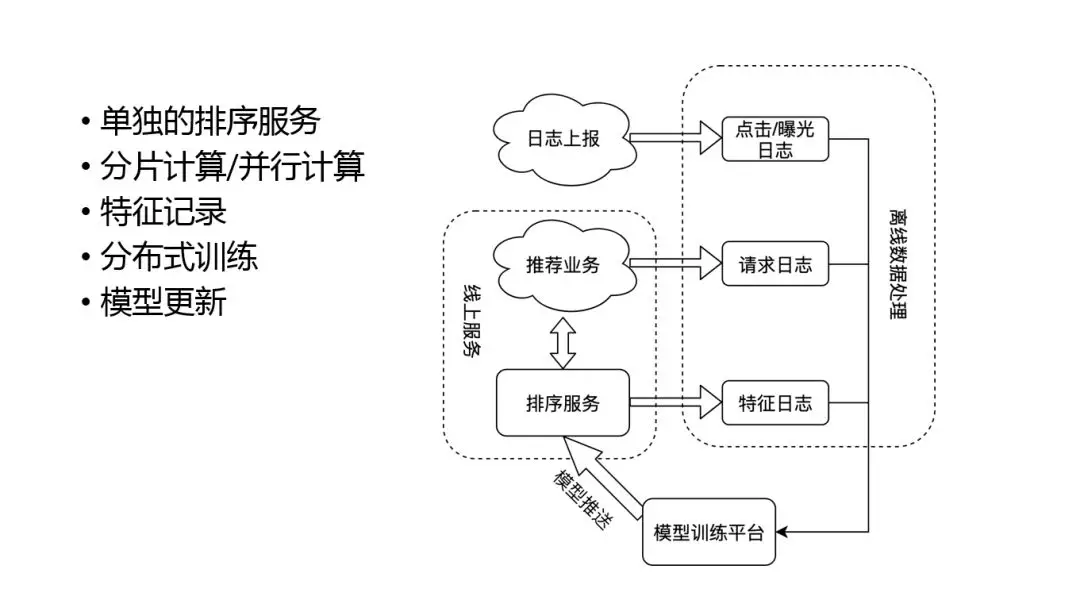 • 单独的排序服务
• 分片计算/并行计算
• 特征记录
• 分布式训练
• 模型更新
日志上报
点击/曝光
日志
推荐业务
请求日志
离线数据处理
线上服务
排序服务
特征日志
模型推送
模型训练平台